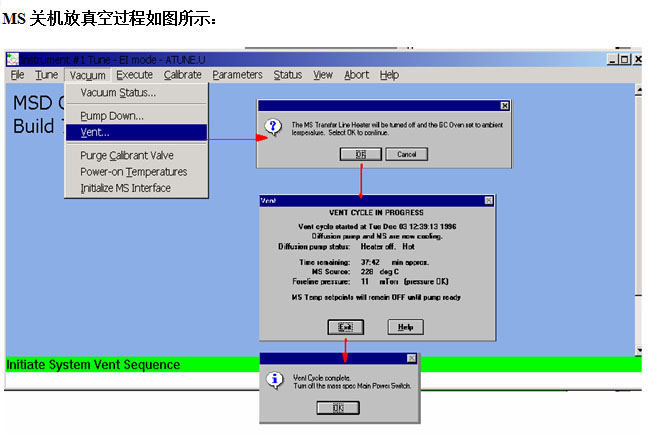 MS 关机放真空过程如图所示：
Instrument #1 Tune - EI mode - ATUNE.U
File Tune Vacuum Execute Calibrate Parameters Status View Abort Help
MSD
Build
Vacuum Status...
Pump Down...
Vent...
Purge Calibrant Valve
Power-on Temperatures
Initialize MS Interface
The MS Transfer Line Heater will be turned off and the GC Oven set to ambient
temperature. Select OK to continue.
OK Cancel
Vent
VENT CYCLE IN PROGRESS
Vent cycle started at Tue Dec 03 12:39:13 1996
Diffusion pump and MS are now cooling.
Diffusion pump status: Heater off, Hot
Time remaining: 37:42 min approx.
MS Source: 228 deg C
Foreline pressure: 11 mTorr (pressure OK)
MS Temp setpoints will remain OFF until pump ready
Exit Help
Initiate System Vent Sequence
Vent Cycle complete.
Turn off the mass spec Main Power Switch.
OK